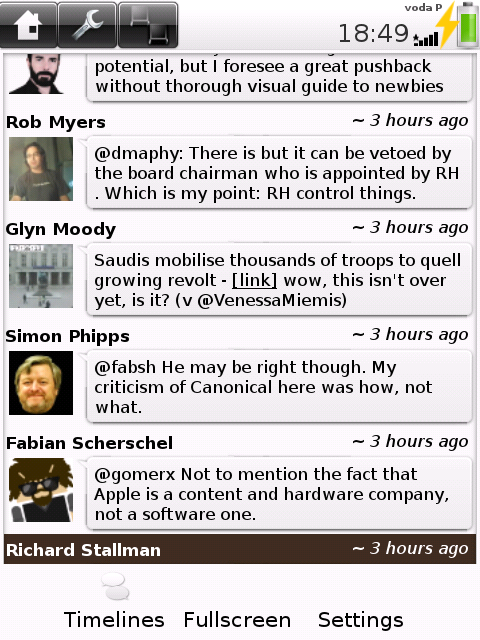 voda P
18:49
potential, but I foresee a great pushback
without thorough visual guide to newbies
Rob Myers ~ 3 hours ago
@dmaphy: There is but it can be vetoed by
the board chairman who is appointed by RH
. Which is my point: RH control things.
Glyn Moody ~ 3 hours ago
Saudis mobilise thousands of troops to quell
growing revolt - [link] wow, this isn't over
yet, is it? (v @VenessaMiemis)
Simon Phipps ~ 3 hours ago
@fabsh He may be right though. My
criticism of Canonical here was how, not
what.
Fabian Scherschel ~ 3 hours ago
@gomerx Not to mention the fact that
Apple is a content and hardware company,
not a software one.
Richard Stallman ~ 3 hours ago
Timelines Fullscreen Settings